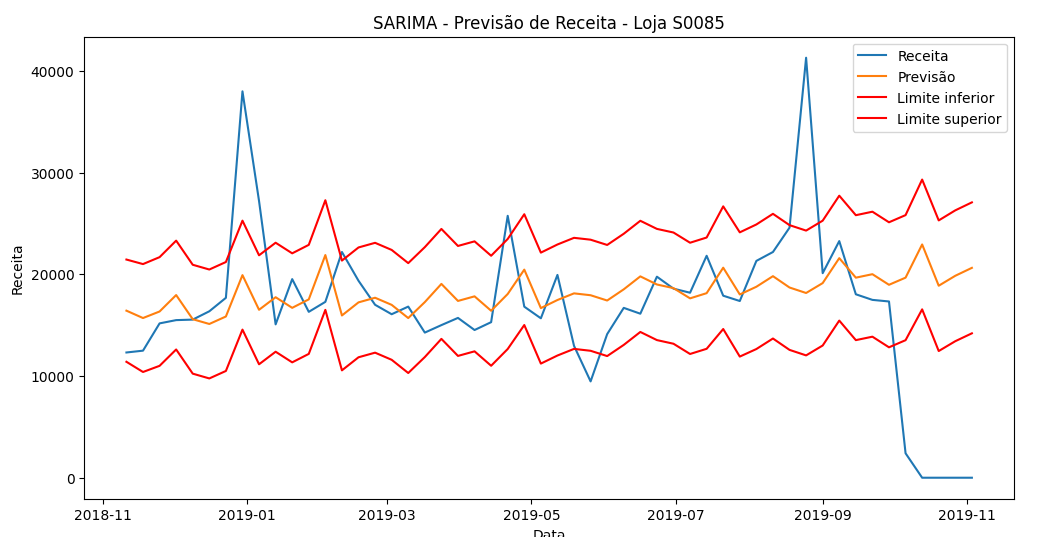 SARIMA - Previsão de Receita - Loja S0085
Receita
Previsão
Limite inferior
Limite superior
Receita
40000
30000
20000
10000
0
2018-11 2019-01 2019-03 2019-05 2019-07 2019-09 2019-11
Data